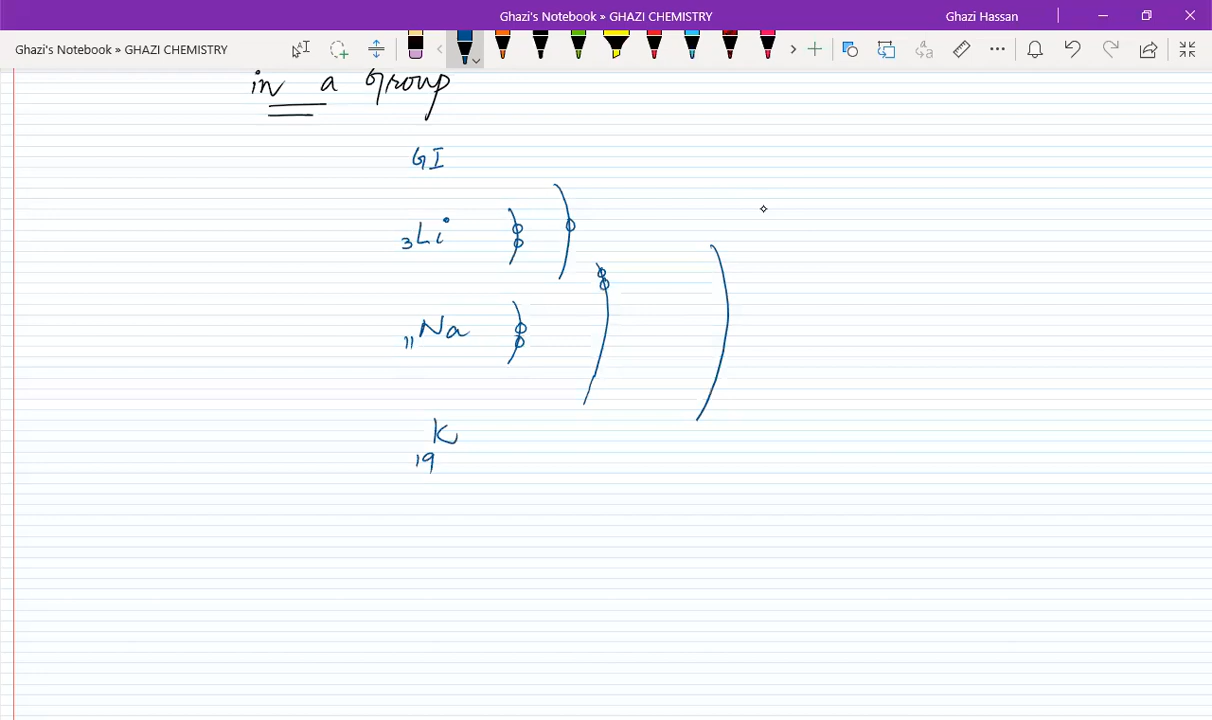 Ghazi's Notebook » GHAZI CHEMISTRY
Ghazi Hassan
Ghazi's Notebook » GHAZI CHEMISTRY
in a Group
GI
3Li
11Na
K
19